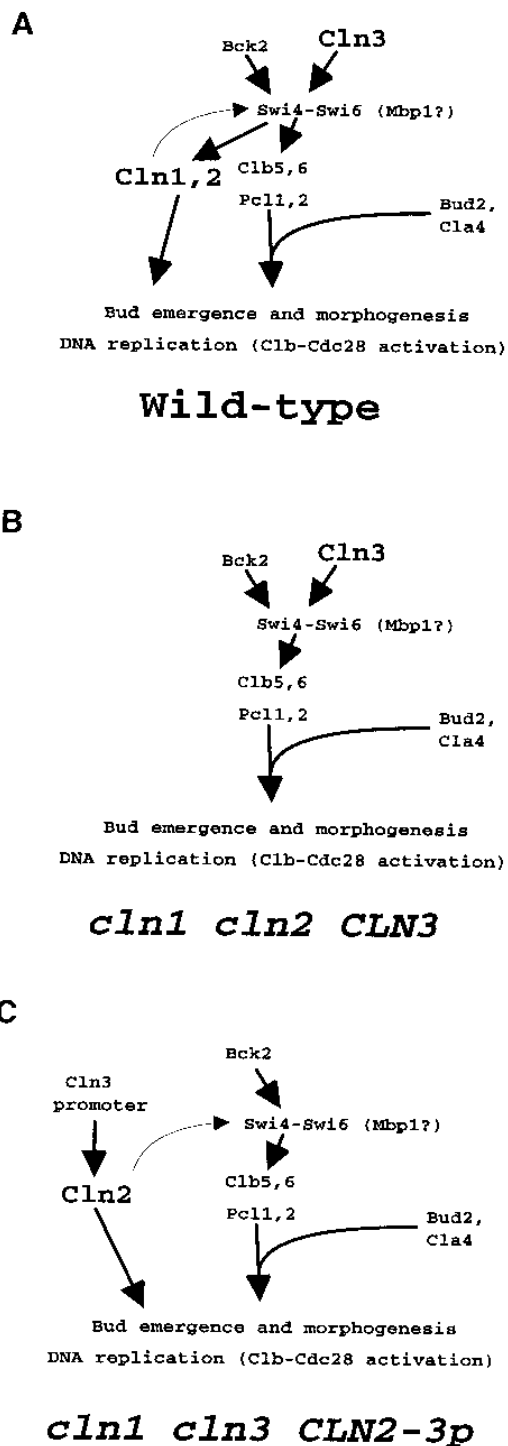 A
Bck2 Cln3
Swi4-Swi6 (Mbp1?)
Cln1,2 Clb5,6
Pcl1,2 Bud2,
Cla4
Bud emergence and morphogenesis
DNA replication (Clb-Cdc28 activation)
Wild-type
B
Bck2 Cln3
Swi4-Swi6 (Mbp1?)
Clb5,6
Pcl1,2 Bud2,
Cla4
Bud emergence and morphogenesis
DNA replication (Clb-Cdc28 activation)
cln1 cln2 CLN3
C
Bck2
Cln3
promoter
Swi4-Swi6 (Mbp1?)
Cln2 Clb5,6
Pcl1,2 Bud2,
Cla4
Bud emergence and morphogenesis
DNA replication (Clb-Cdc28 activation)
cln1 cln3 CLN2-3p